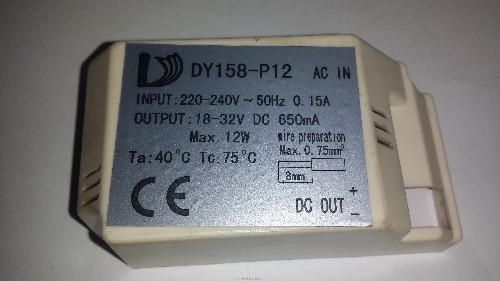 DY158-P12 AC IN
INPUT:220-240V~50Hz 0.15A
OUTPUT:18-32V DC 650mA
Max.12W wire preparation
Ta:40°C Tc:75°C Max.0.75mm²
8mm
CE
+
DC OUT -